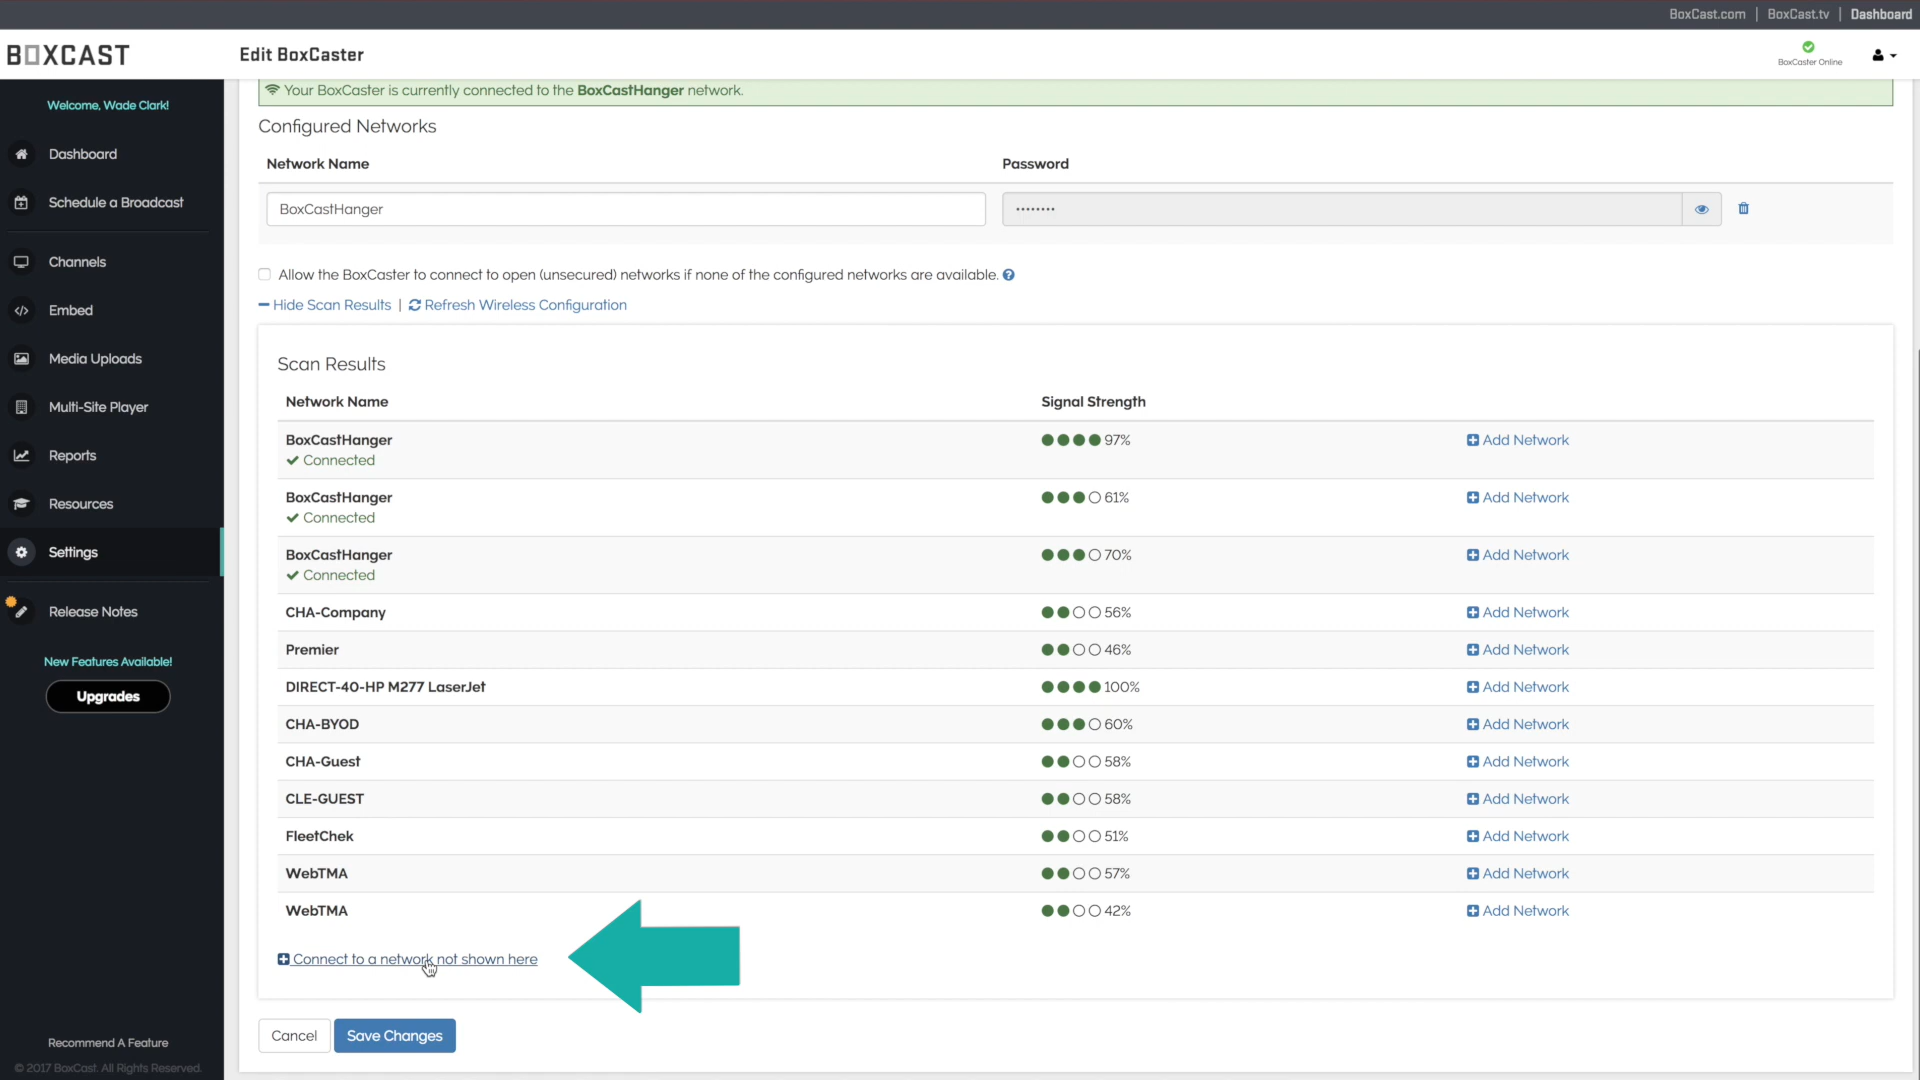 BoxCast.com | BoxCast.tv | Dashboard
BOXCAST
Edit BoxCaster
BoxCaster Online
Welcome, Wade Clark!
Dashboard
Schedule a Broadcast
Channels
Embed
Media Uploads
Multi-Site Player
Reports
Resources
Settings
Release Notes
New Features Available!
Upgrades
Recommend A Feature
© 2017 BoxCast. All Rights Reserved.
Your BoxCaster is currently connected to the BoxCastHanger network.
Configured Networks
Network Name Password
BoxCastHanger ········
Allow the BoxCaster to connect to open (unsecured) networks if none of the configured networks are available.
Hide Scan Results | Refresh Wireless Configuration
Scan Results
Network Name Signal Strength
BoxCastHanger 97% Add Network
Connected
BoxCastHanger 61% Add Network
Connected
BoxCastHanger 70% Add Network
Connected
CHA-Company 56% Add Network
Premier 46% Add Network
DIRECT-40-HP M277 LaserJet 100% Add Network
CHA-BYOD 60% Add Network
CHA-Guest 58% Add Network
CLE-GUEST 58% Add Network
FleetChek 51% Add Network
WebTMA 57% Add Network
WebTMA 42% Add Network
Connect to a network not shown here
Cancel Save Changes